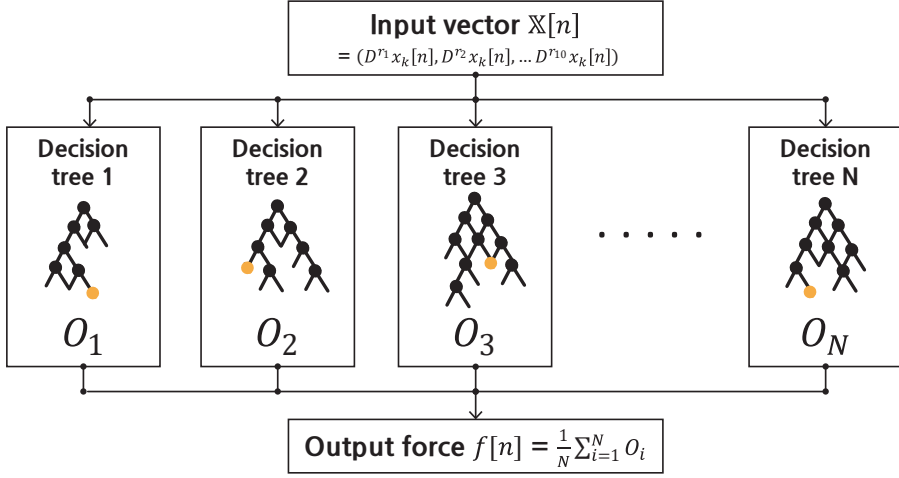 Input vector 𝕏[n]
= (D^{r_1}x_k[n], D^{r_2}x_k[n], ... D^{r_{10}}x_k[n])
Decision
tree 1
O_1
Decision
tree 2
O_2
Decision
tree 3
O_3
. . . . .
Decision
tree N
O_N
Output force f[n] = \frac{1}{N} \sum_{i=1}^{N} O_i